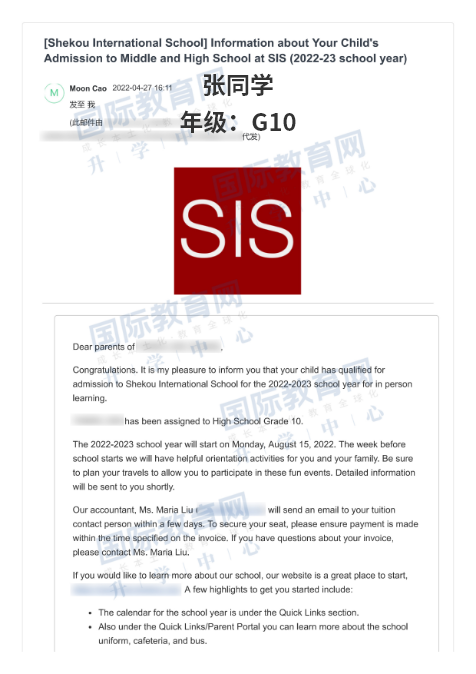 [Shekou International School] Information about Your Child's
Admission to Middle and High School at SIS (2022-23 school year)
M
Moon Cao 2022-04-27 16:11
张同学
发至 我
(此邮件由
年级：G10
代发)
国际教育网
升 | 学 | 中 | 心
SIS
Dear parents of ,
Congratulations. It is my pleasure to inform you that your child has qualified for
admission to Shekou International School for the 2022-2023 school year for in person
learning.
has been assigned to High School Grade 10.
The 2022-2023 school year will start on Monday, August 15, 2022. The week before
school starts we will have helpful orientation activities for you and your family. Be sure
to plan your travels to allow you to participate in these fun events. Detailed information
will be sent to you shortly.
Our accountant, Ms. Maria Liu will send an email to your tuition
contact person within a few days. To secure your seat, please ensure payment is made
within the time specified on the invoice. If you have questions about your invoice,
please contact Ms. Maria Liu.
If you would like to learn more about our school, our website is a great place to start,
A few highlights to get you started include:
• The calendar for the school year is under the Quick Links section.
• Also under the Quick Links/Parent Portal you can learn more about the school
uniform, cafeteria, and bus.